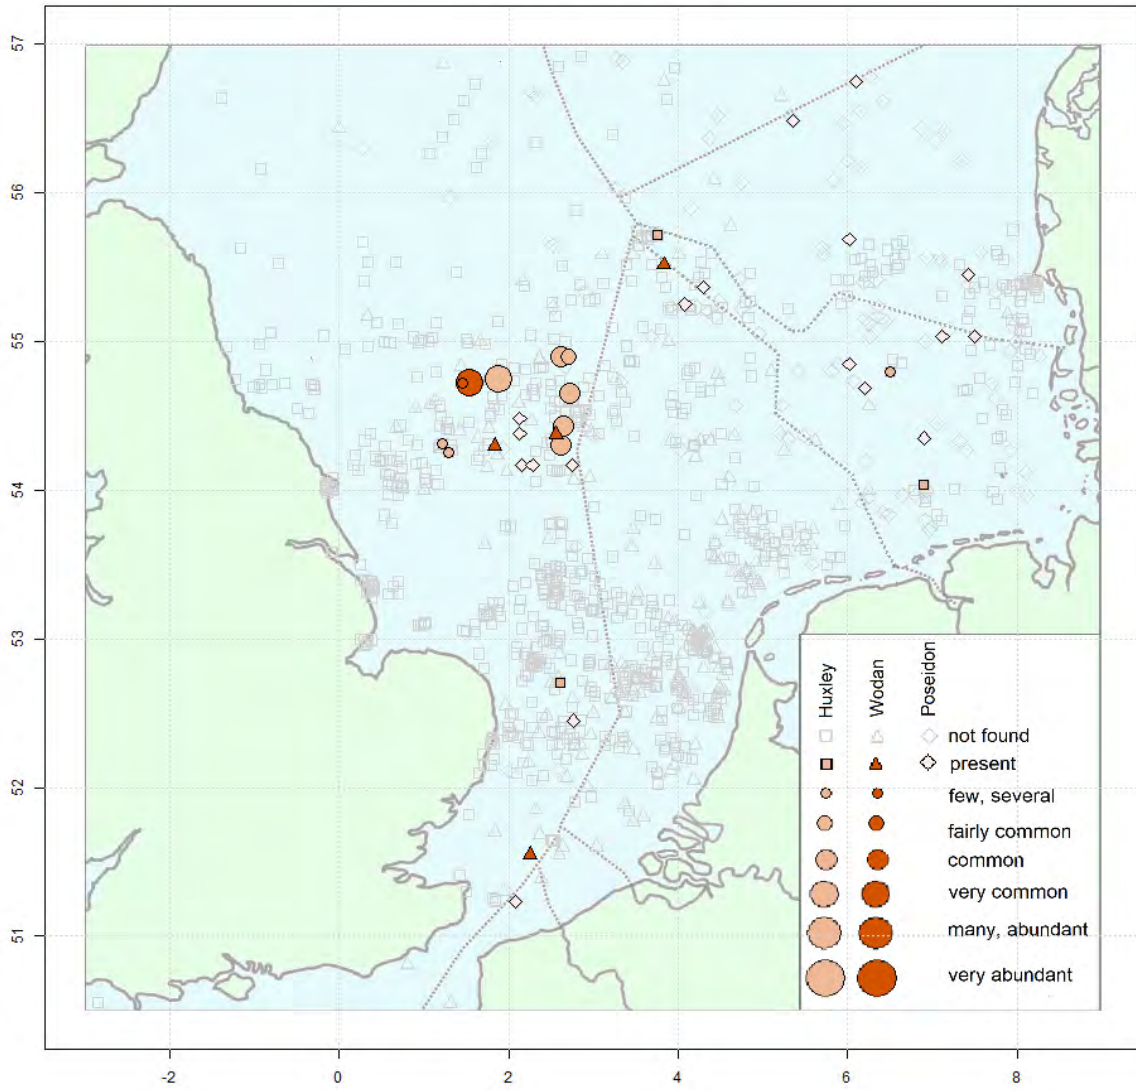 57
56
55
54
53
52
51
Huxley
Wodan
Poseidon
not found
present
few, several
fairly common
common
very common
many, abundant
very abundant
-2
0
2
4
6
8